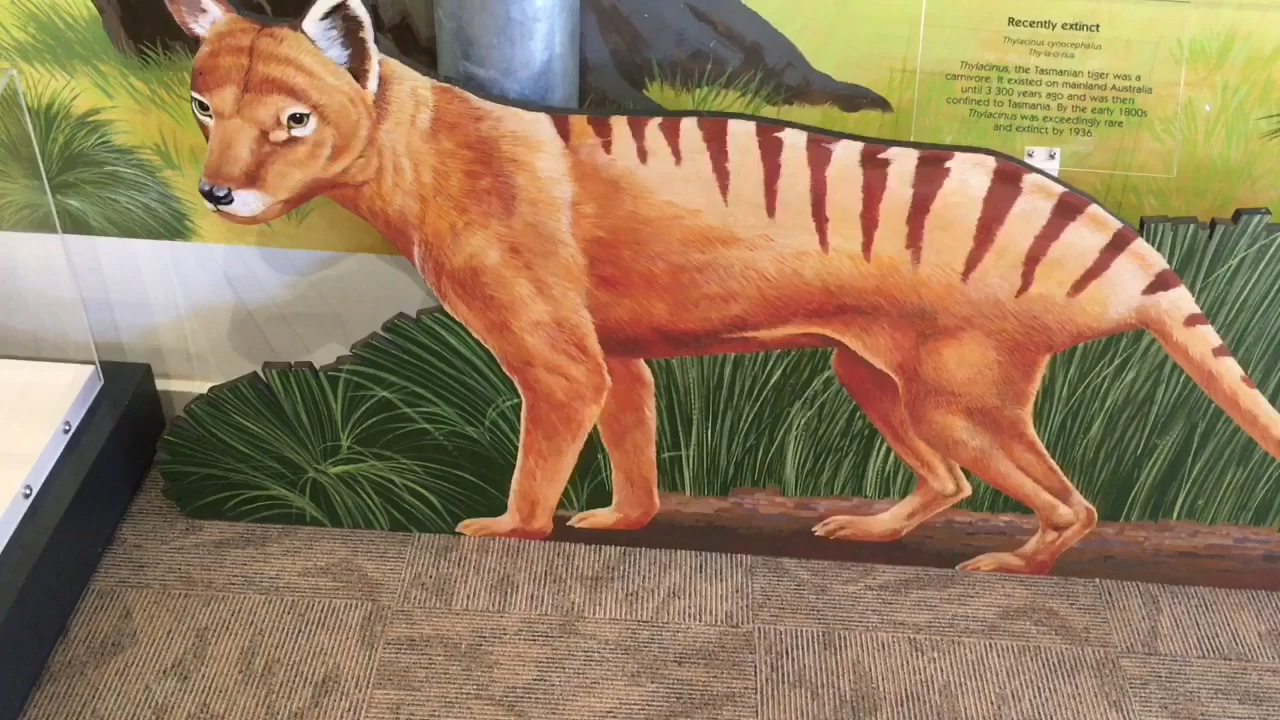 Recently extinct
Thylacinus cynocephalus
Thy-la-ci-nus
Thylacinus, the Tasmanian tiger was a
carnivore. It existed on mainland Australia
until 3 300 years ago and was then
confined to Tasmania. By the early 1800s
Thylacinus was exceedingly rare
and extinct by 1936.